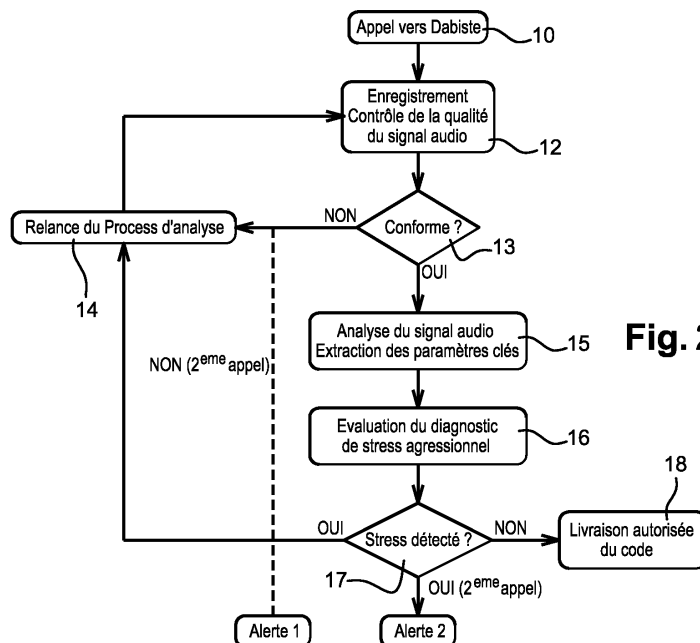 Appel vers Dabiste
10
Enregistrement
Contrôle de la qualité
du signal audio
12
Relance du Process d'analyse
14
NON
Conforme ?
13
OUI
Analyse du signal audio
Extraction des paramètres clés
15
Fig. 2
NON (2eme appel)
Evaluation du diagnostic
de stress agressionnel
16
OUI
Stress détecté ?
17
NON
18
Livraison autorisée
du code
OUI (2eme appel)
Alerte 1
Alerte 2